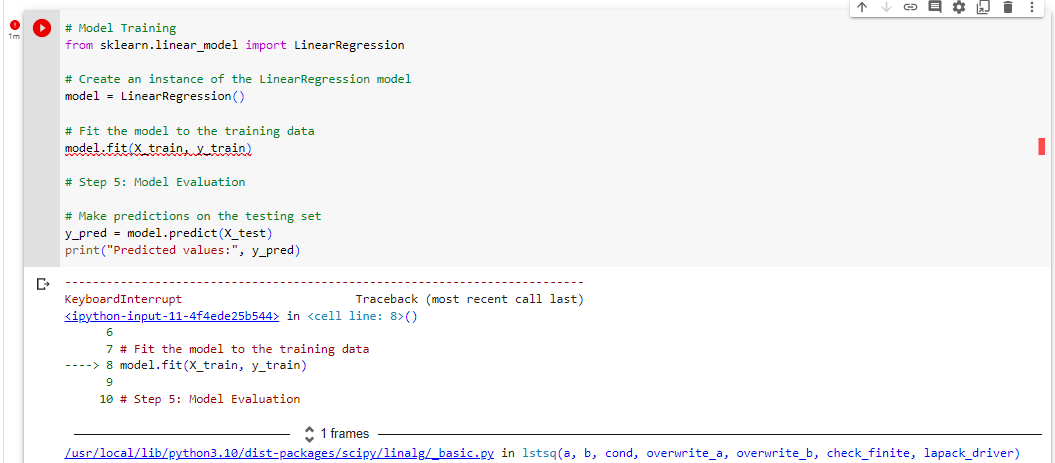 # Model Training
from sklearn.linear_model import LinearRegression
# Create an instance of the LinearRegression model
model = LinearRegression()
# Fit the model to the training data
model.fit(X_train, y_train)
# Step 5: Model Evaluation
# Make predictions on the testing set
y_pred = model.predict(X_test)
print("Predicted values:", y_pred)
1m
---------------------------------------------------------------------------
KeyboardInterrupt                         Traceback (most recent call last)
<ipython-input-11-4f4ede25b544> in <cell line: 8>()
6
7 # Fit the model to the training data
----> 8 model.fit(X_train, y_train)
9
10 # Step 5: Model Evaluation
1 frames
/usr/local/lib/python3.10/dist-packages/scipy/linalg/_basic.py in lstsq(a, b, cond, overwrite_a, overwrite_b, check_finite, lapack_driver)